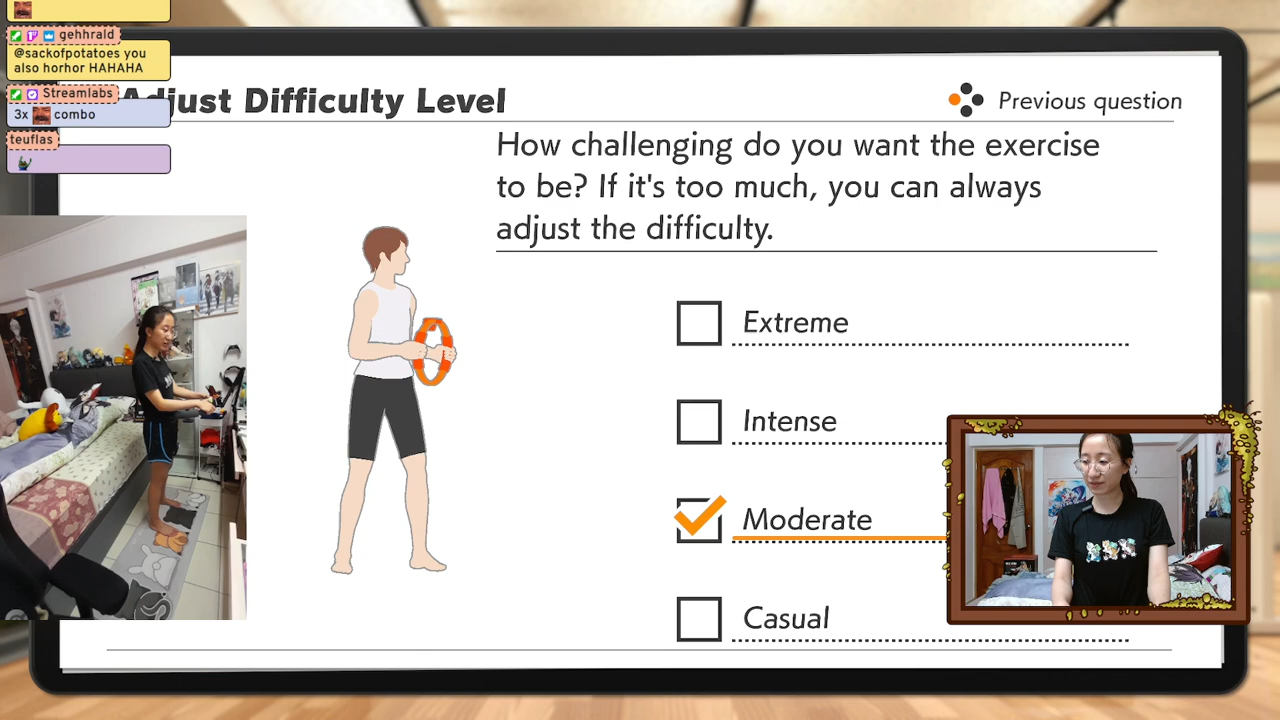 gehhrald
@sackofpotatoes you
also horhor HAHAHA
Streamlabs
3x combo
teuflas
Adjust Difficulty Level
Previous question
How challenging do you want the exercise
to be? If it's too much, you can always
adjust the difficulty.
Extreme
Intense
Moderate
Casual